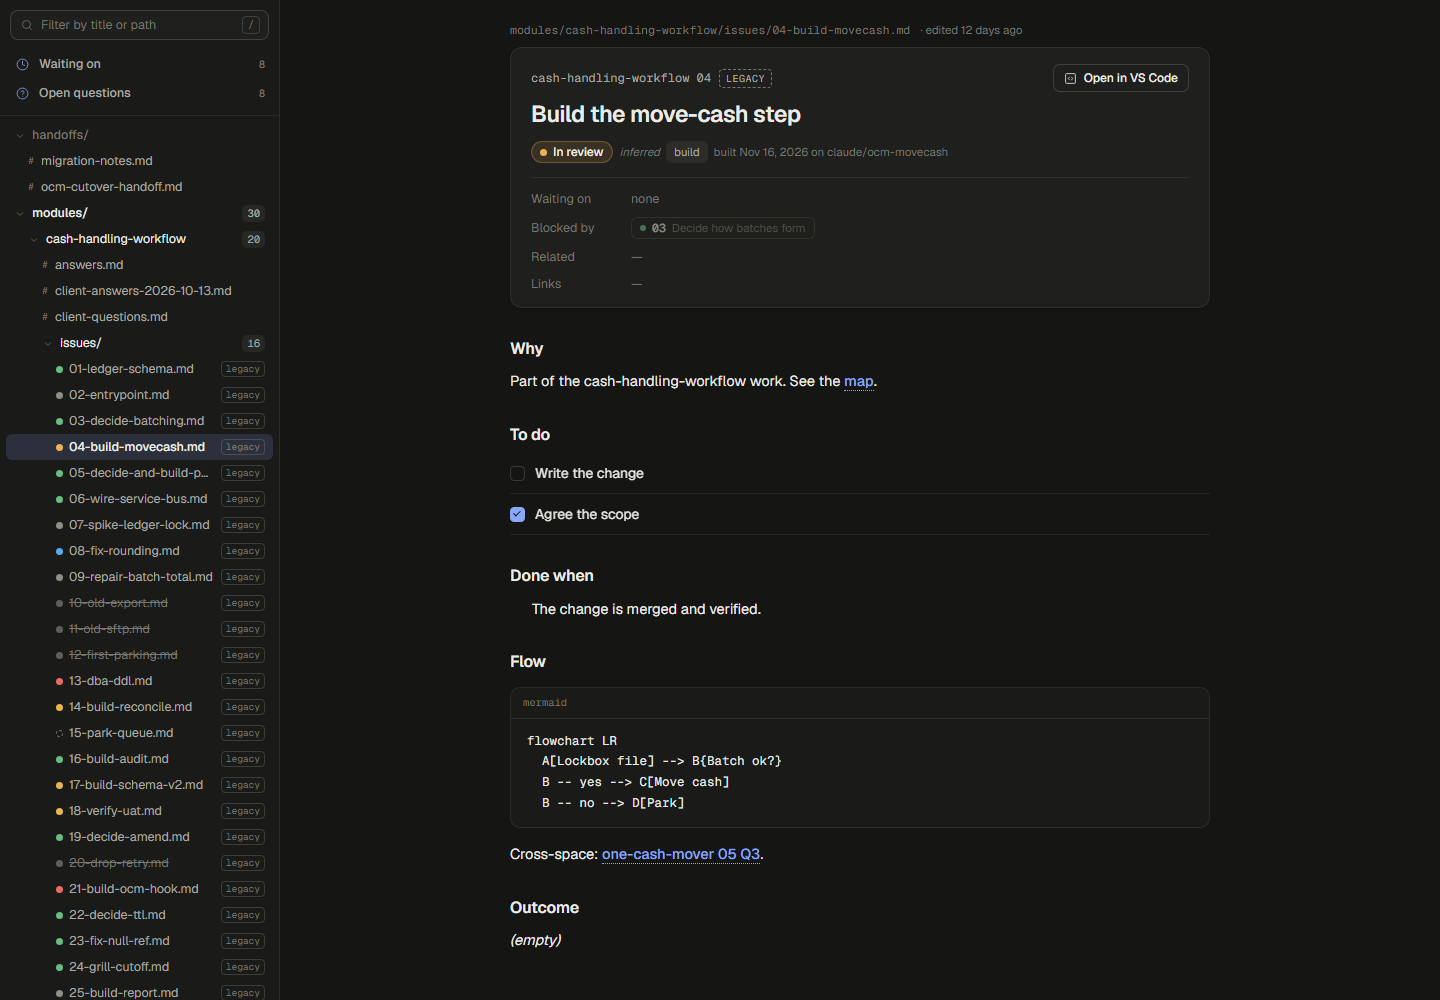 Filter by title or path
/
Waiting on
8
Open questions
8
handoffs/
# migration-notes.md
# ocm-cutover-handoff.md
modules/
30
cash-handling-workflow
20
# answers.md
# client-answers-2026-10-13.md
# client-questions.md
issues/
16
01-ledger-schema.md
legacy
02-entrypoint.md
legacy
03-decide-batching.md
legacy
04-build-movecash.md
legacy
05-decide-and-build-p...
legacy
06-wire-service-bus.md
legacy
07-spike-ledger-lock.md
legacy
08-fix-rounding.md
legacy
09-repair-batch-total.md
legacy
10-old-export.md
legacy
11-old-sftp.md
legacy
12-first-parking.md
legacy
13-dba-ddl.md
legacy
14-build-reconcile.md
legacy
15-park-queue.md
legacy
16-build-audit.md
legacy
17-build-schema-v2.md
legacy
18-verify-uat.md
legacy
19-decide-amend.md
legacy
20-drop-retry.md
legacy
21-build-ocm-hook.md
legacy
22-decide-ttl.md
legacy
23-fix-null-ref.md
legacy
24-grill-cutoff.md
legacy
25-build-report.md
legacy
modules/cash-handling-workflow/issues/04-build-movecash.md · edited 12 days ago
cash-handling-workflow 04 LEGACY
Open in VS Code
Build the move-cash step
In review inferred build built Nov 16, 2026 on claude/ocm-movecash
Waiting on none
Blocked by 03 Decide how batches form
Related —
Links —
Why
Part of the cash-handling-workflow work. See the map.
To do
Write the change
Agree the scope
Done when
The change is merged and verified.
Flow
mermaid
flowchart LR
A[Lockbox file] --> B{Batch ok?}
B -- yes --> C[Move cash]
B -- no --> D[Park]
Cross-space: one-cash-mover 05 Q3.
Outcome
(empty)